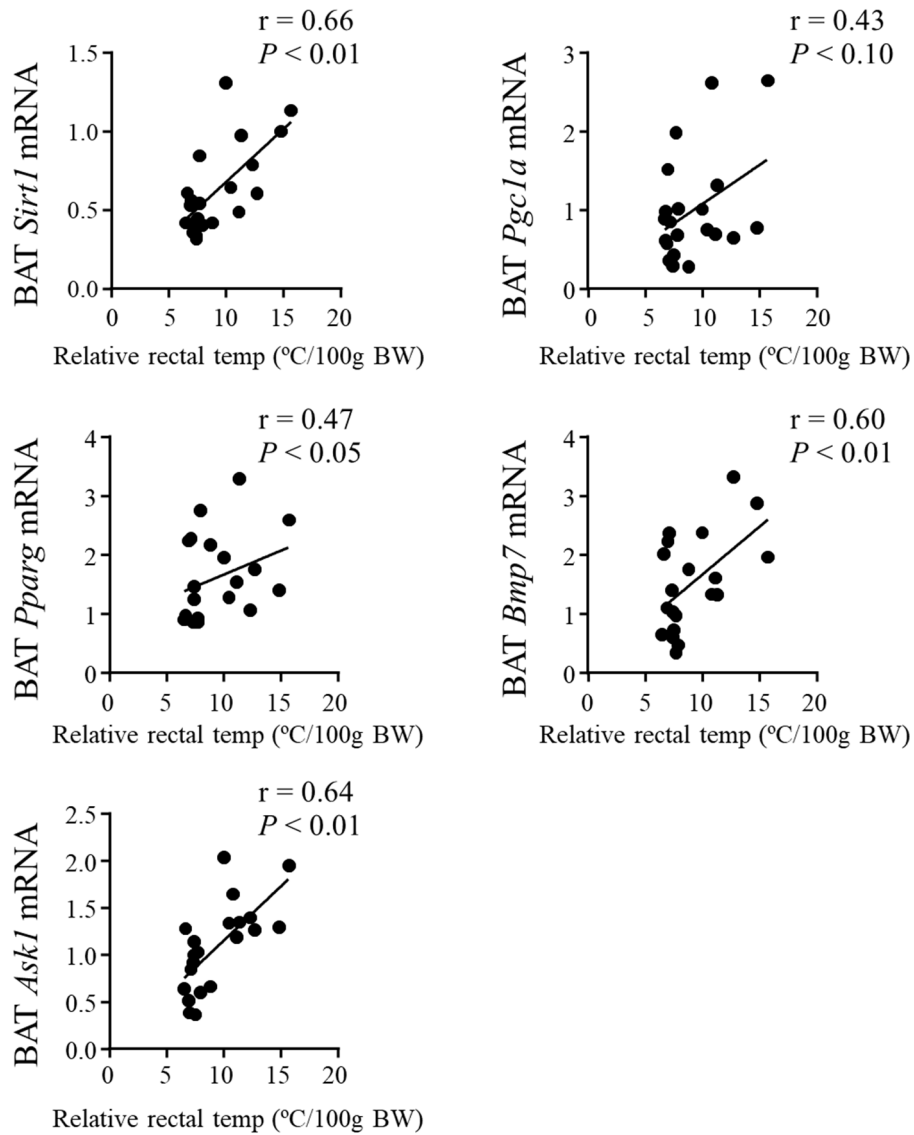 r = 0.66
P < 0.01
BAT Sirt1 mRNA
1.5
1.0
0.5
0.0
0 5 10 15 20
Relative rectal temp (ºC/100g BW)
r = 0.43
P < 0.10
BAT Pgc1a mRNA
3
2
1
0
0 5 10 15 20
Relative rectal temp (ºC/100g BW)
r = 0.47
P < 0.05
BAT Pparg mRNA
4
3
2
1
0
0 5 10 15 20
Relative rectal temp (ºC/100g BW)
r = 0.60
P < 0.01
BAT Bmp7 mRNA
4
3
2
1
0
0 5 10 15 20
Relative rectal temp (ºC/100g BW)
r = 0.64
P < 0.01
BAT Ask1 mRNA
2.5
2.0
1.5
1.0
0.5
0.0
0 5 10 15 20
Relative rectal temp (ºC/100g BW)